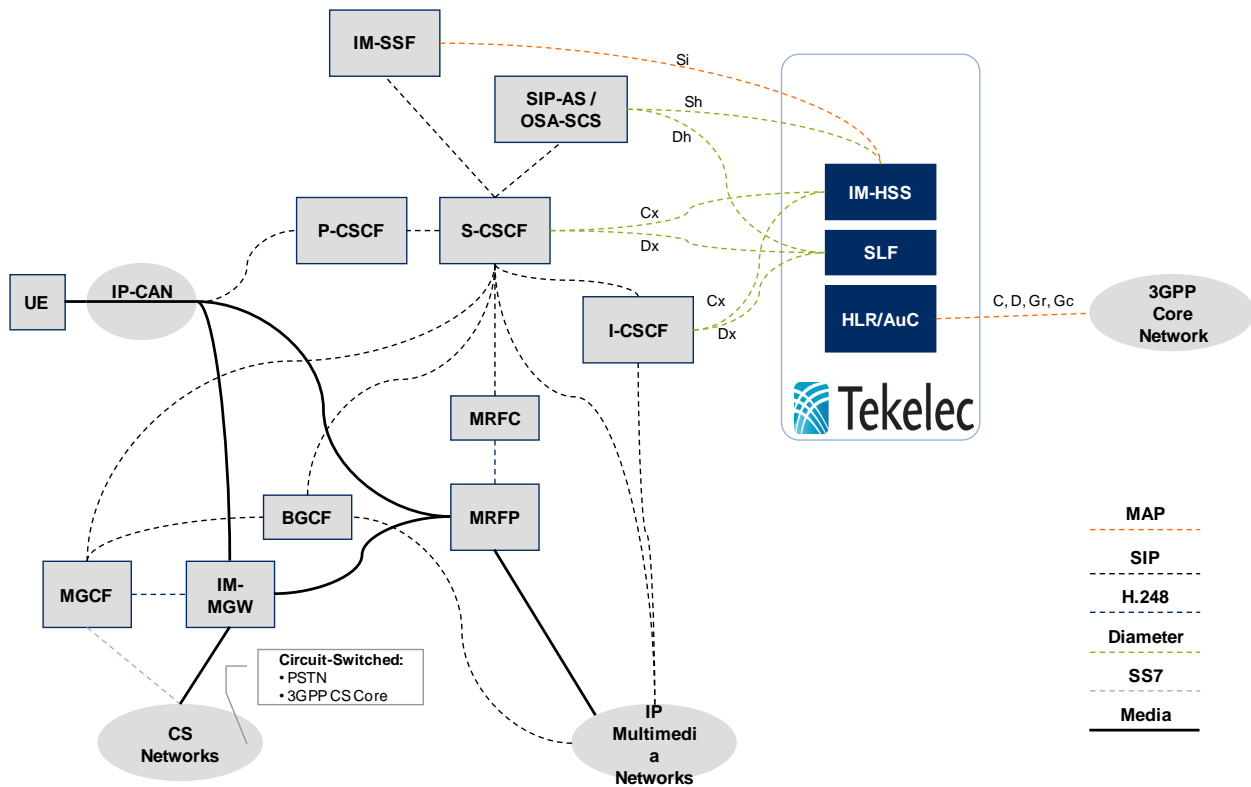 IM-SSF
Si
SIP-AS /
OSA-SCS
Sh
Dh
IM-HSS
P-CSCF
S-CSCF
Cx
Dx
SLF
UE
IP-CAN
I-CSCF
Cx
Dx
HLR/AuC
C, D, Gr, Gc
3GPP
Core
Network
Tekelec
MRFC
BGCF
MRFP
MGCF
IM-
MGW
Circuit-Switched:
• PSTN
• 3GPP CS Core
CS
Networks
IP
Multimedi
a
Networks
MAP
SIP
H.248
Diameter
SS7
Media